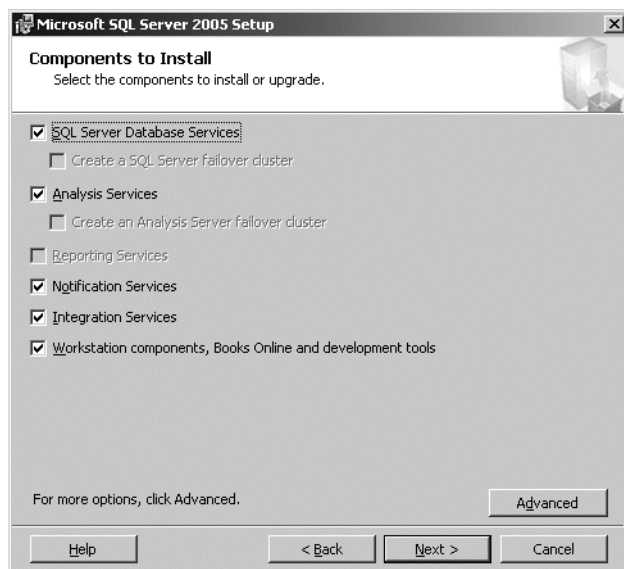 Microsoft SQL Server 2005 Setup
Components to Install
Select the components to install or upgrade.
SQL Server Database Services
Create a SQL Server failover cluster
Analysis Services
Create an Analysis Server failover cluster
Reporting Services
Notification Services
Integration Services
Workstation components, Books Online and development tools
For more options, click Advanced.
Advanced
Help
< Back
Next >
Cancel